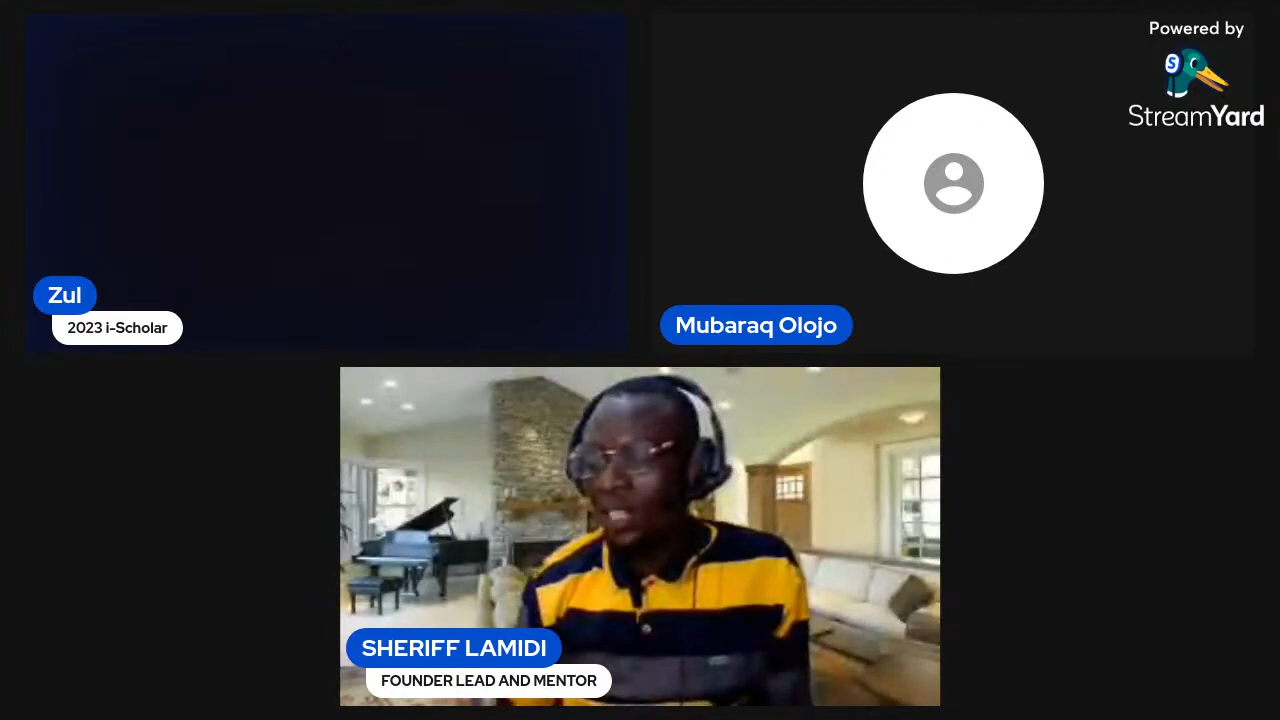 Powered by
S
StreamYard
Zul
2023 i-Scholar
Mubaraq Olojo
SHERIFF LAMIDI
FOUNDER LEAD AND MENTOR